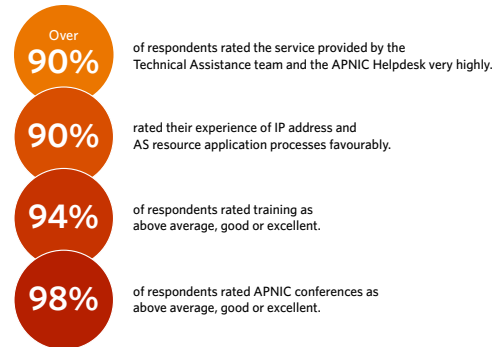 Over
90%
of respondents rated the service provided by the
Technical Assistance team and the APNIC Helpdesk very highly.
90%
rated their experience of IP address and
AS resource application processes favourably.
94%
of respondents rated training as
above average, good or excellent.
98%
of respondents rated APNIC conferences as
above average, good or excellent.